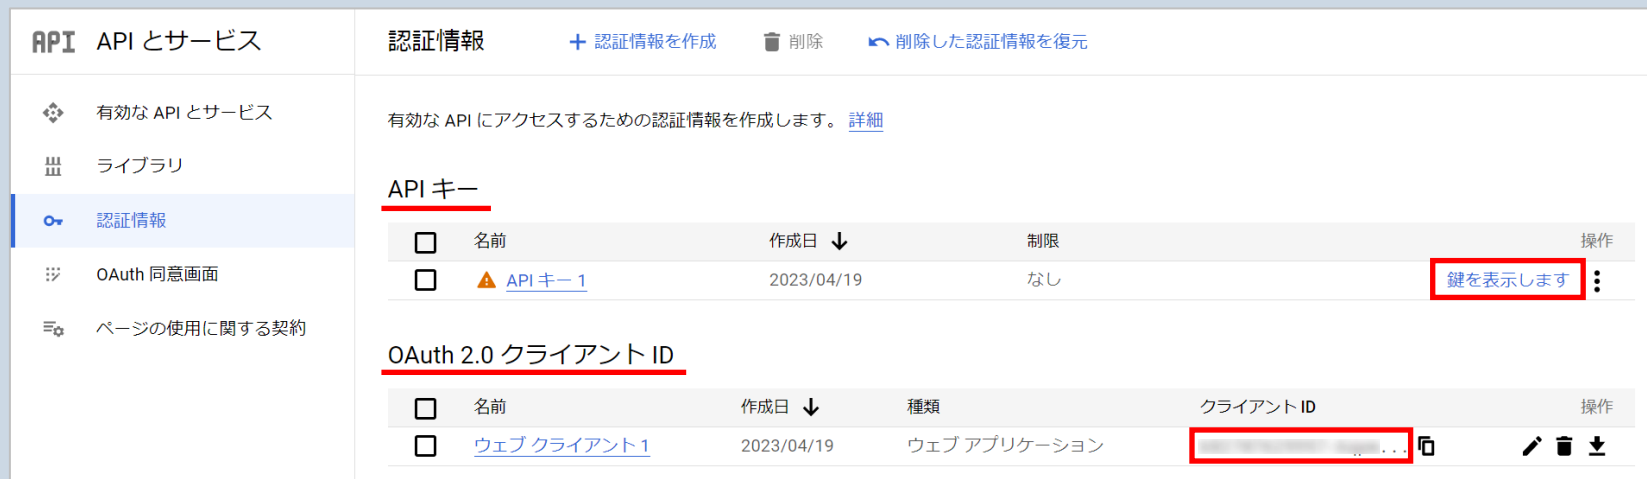 API APIとサービス
認証情報 + 認証情報を作成 削除 削除した認証情報を復元
有効な API とサービス
ライブラリ
認証情報
OAuth 同意画面
ページの使用に関する契約
有効な API にアクセスするための認証情報を作成します。 詳細
API キー
名前 作成日 制限 操作
API キー 1 2023/04/19 なし 鍵を表示します
OAuth 2.0 クライアント ID
名前 作成日 種類 クライアント ID 操作
ウェブ クライアント 1 2023/04/19 ウェブ アプリケーション ...